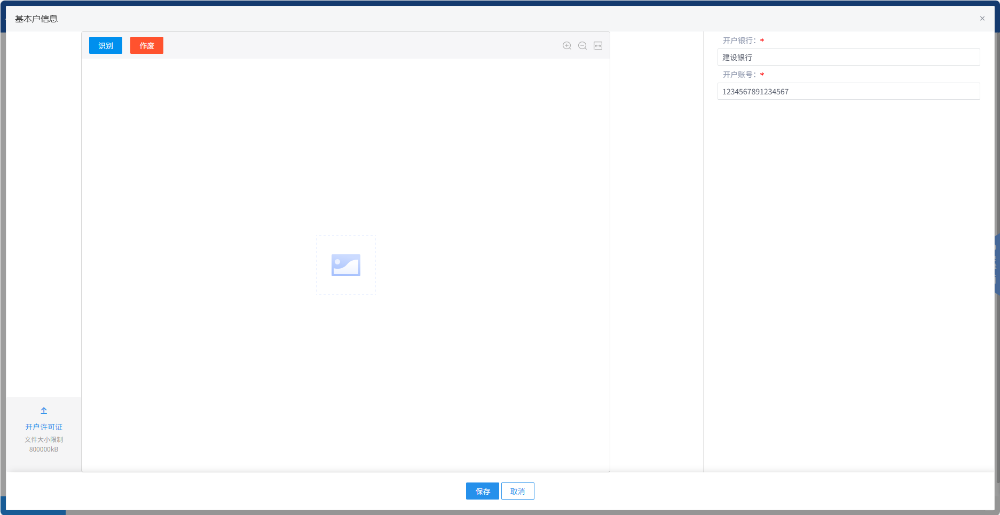 基本户信息
识别
作废
开户银行：*
建设银行
开户账号：*
1234567891234567
开户许可证
文件大小限制
800000kB
保存
取消